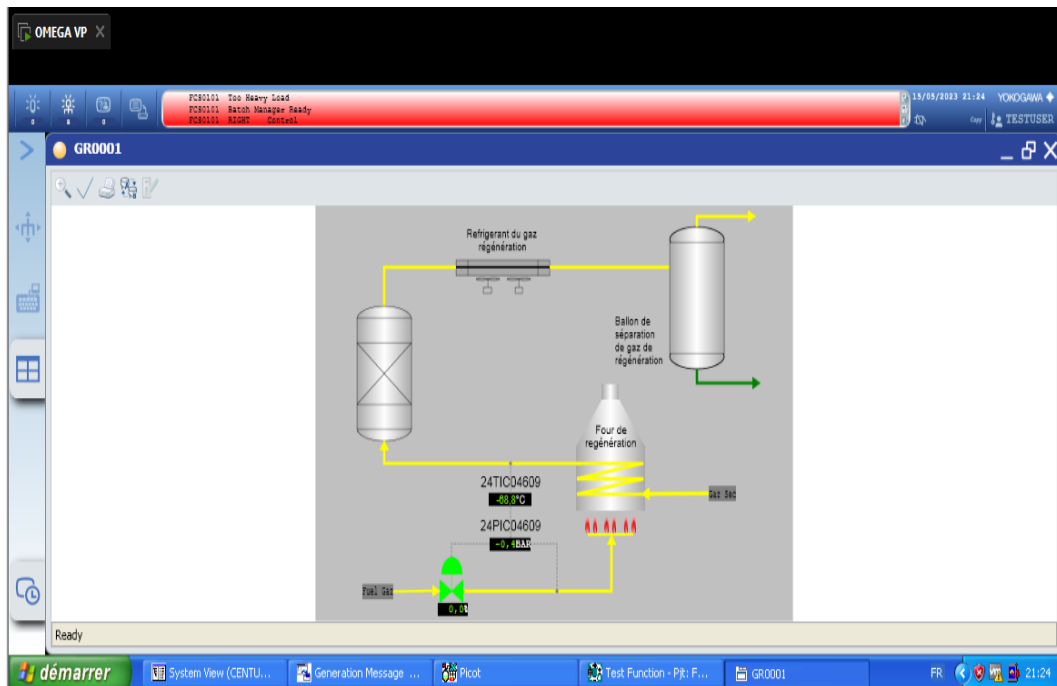 OMEGA VP
FCS0101 Too Heavy Load
FCS0101 Batch Manager Ready
FCS0101 RIGHT Control
15/05/2023 21:24 YOKOGAWA
Copy TESTUSER
GR0001
Refrigerant du gaz
régénération
Ballon de
séparation
de gaz de
régénération
Four de
regénération
24TIC04609
-68,8°C
Gaz Sec
24PIC04609
-0,4BAR
Fuel Gaz
0,0%
Ready
démarrer
System View (CENTU...
Generation Message ...
Picot
Test Function - Pjt: F...
GR0001
FR
21:24